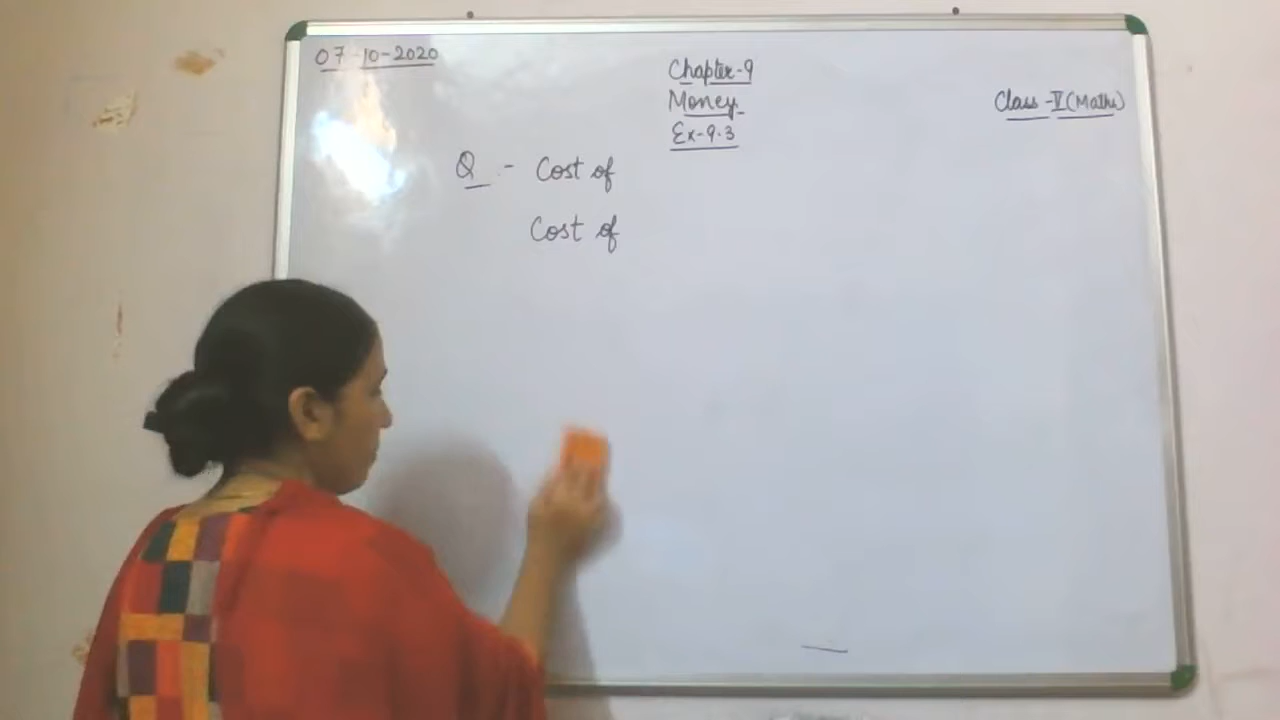 07-10-2020
Chapter-9
Money
Ex-9.3
Class-V(Maths)
Q - Cost of
Cost of